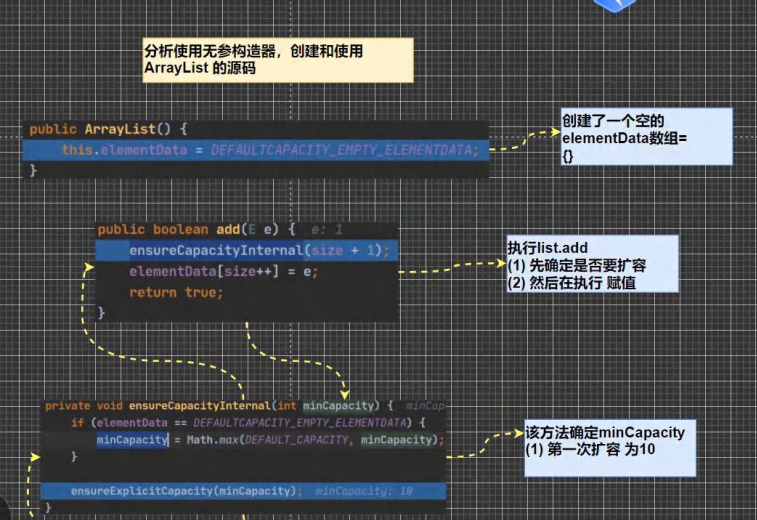 分析使用无参构造器，创建和使用
ArrayList 的源码
public ArrayList() {
this.elementData = DEFAULTCAPACITY_EMPTY_ELEMENTDATA;
}
创建了一个空的
elementData数组=
{}
public boolean add(E e) { e: 1
ensureCapacityInternal(size + 1);
elementData[size++] = e;
return true;
}
执行list.add
(1) 先确定是否要扩容
(2) 然后在执行 赋值
private void ensureCapacityInternal(int minCapacity) { minCap
if (elementData == DEFAULTCAPACITY_EMPTY_ELEMENTDATA) {
minCapacity = Math.max(DEFAULT_CAPACITY, minCapacity);
}
ensureExplicitCapacity(minCapacity); minCapacity: 10
}
该方法确定minCapacity
(1) 第一次扩容 为10